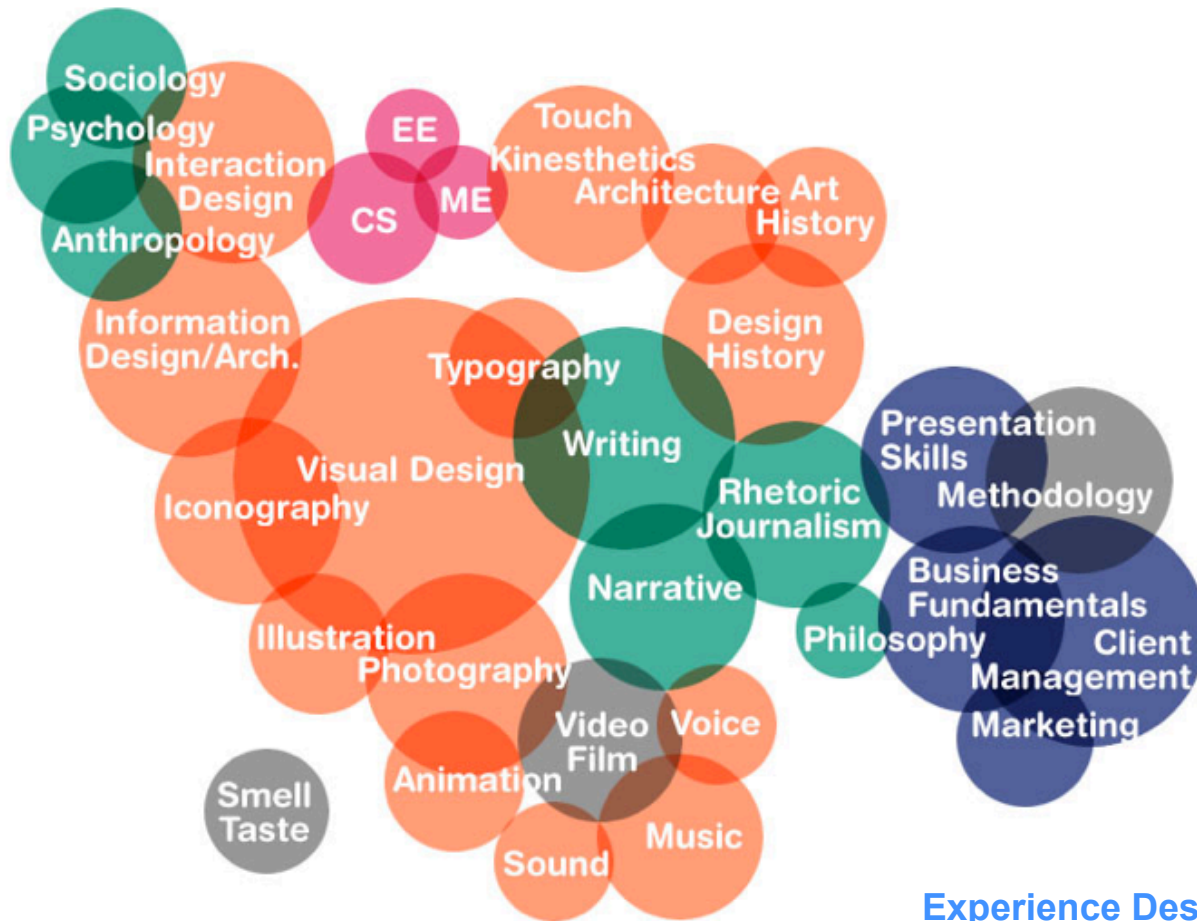 Sociology
Psychology
Interaction
Design
Anthropology
EE
ME
CS
Touch
Kinesthetics
Architecture
Art
History
Information
Design/Arch.
Typography
Design
History
Visual Design
Writing
Iconography
Rhetoric
Journalism
Presentation
Skills
Methodology
Narrative
Business
Fundamentals
Philosophy
Client
Management
Marketing
Illustration
Photography
Video
Film
Voice
Animation
Smell
Taste
Sound
Music
Experience Des